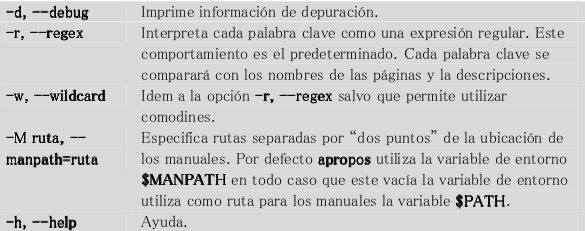 -d, --debug Imprime información de depuración.
-r, --regex Interpreta cada palabra clave como una expresión regular. Este
comportamiento es el predeterminado. Cada palabra clave se
comparará con los nombres de las páginas y la descripciones.
-w, --wildcard Idem a la opción -r, --regex salvo que permite utilizar
comodines.
-M ruta, -- Especifica rutas separadas por “dos puntos” de la ubicación de
manpath=ruta los manuales. Por defecto apropos utiliza la variable de entorno
$MANPATH en todo caso que este vacía la variable de entorno
utiliza como ruta para los manuales la variable $PATH.
-h, --help Ayuda.